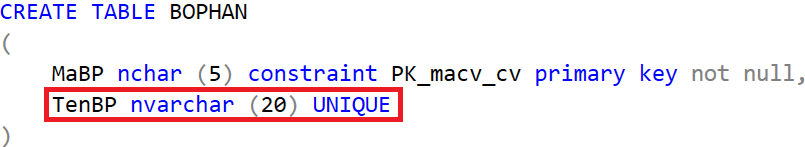 CREATE TABLE BOPHAN
(
MaBP nchar (5) constraint PK_macv_cv primary key not null,
TenBP nvarchar (20) UNIQUE
)